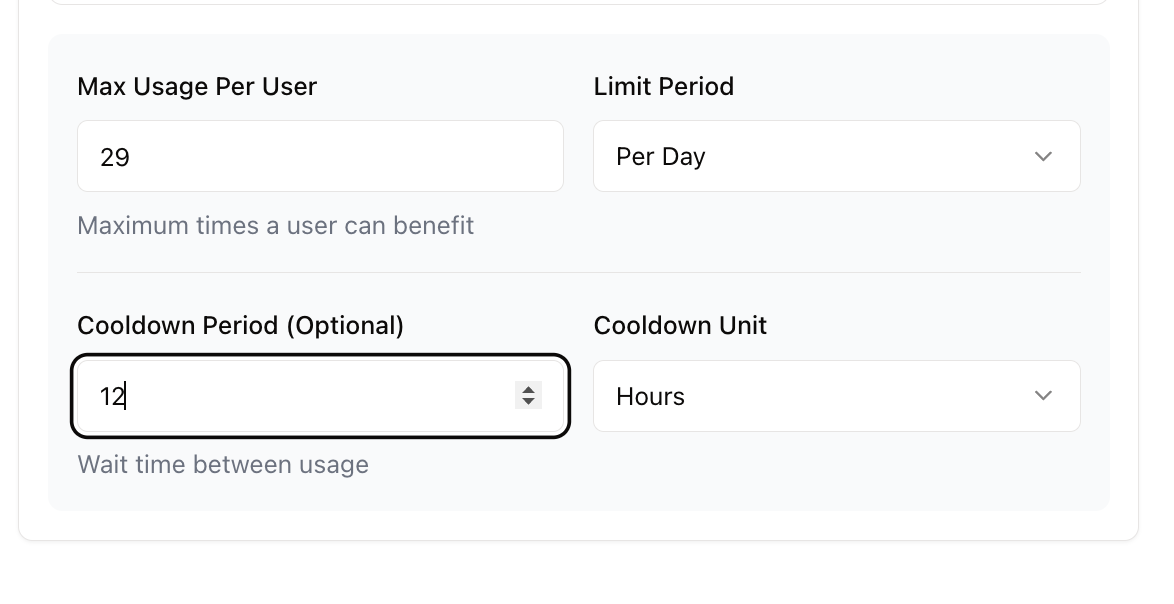 Max Usage Per User
Limit Period
29
Per Day
Maximum times a user can benefit
Cooldown Period (Optional)
Cooldown Unit
12
Hours
Wait time between usage